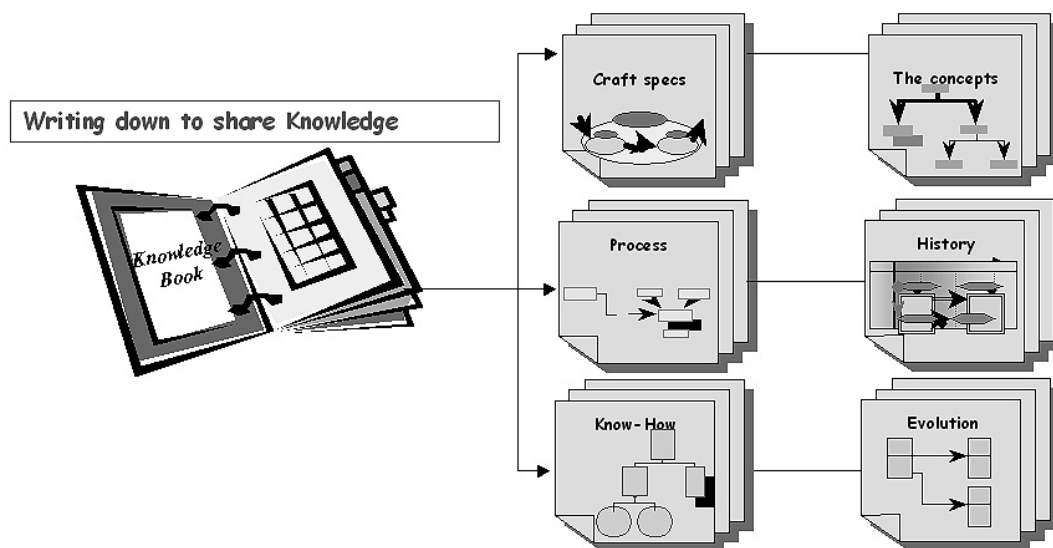 Writing down to share Knowledge
Knowledge
Book
Craft specs
The concepts
Process
History
Know-How
Evolution